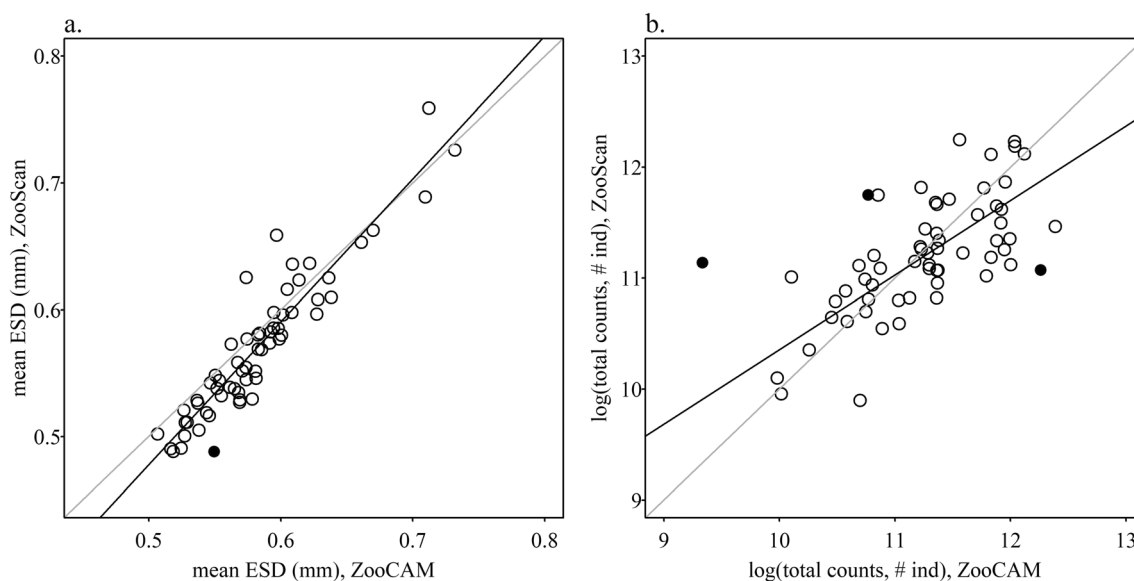 a.
mean ESD (mm), ZooScan
0.8
0.7
0.6
0.5
0.5 0.6 0.7 0.8
mean ESD (mm), ZooCAM
b.
log(total counts, # ind), ZooScan
13
12
11
10
9
9 10 11 12 13
log(total counts, # ind), ZooCAM